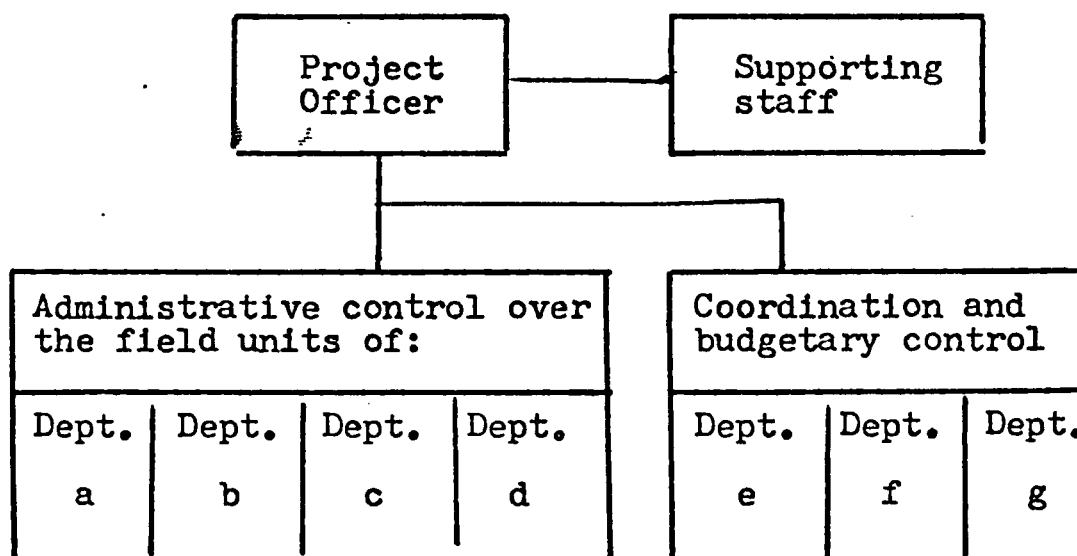 Project
Officer
Supporting
staff
Administrative control over
the field units of:
Coordination and
budgetary control
Dept. Dept. Dept. Dept.
a b c d
Dept. Dept. Dept.
e f g